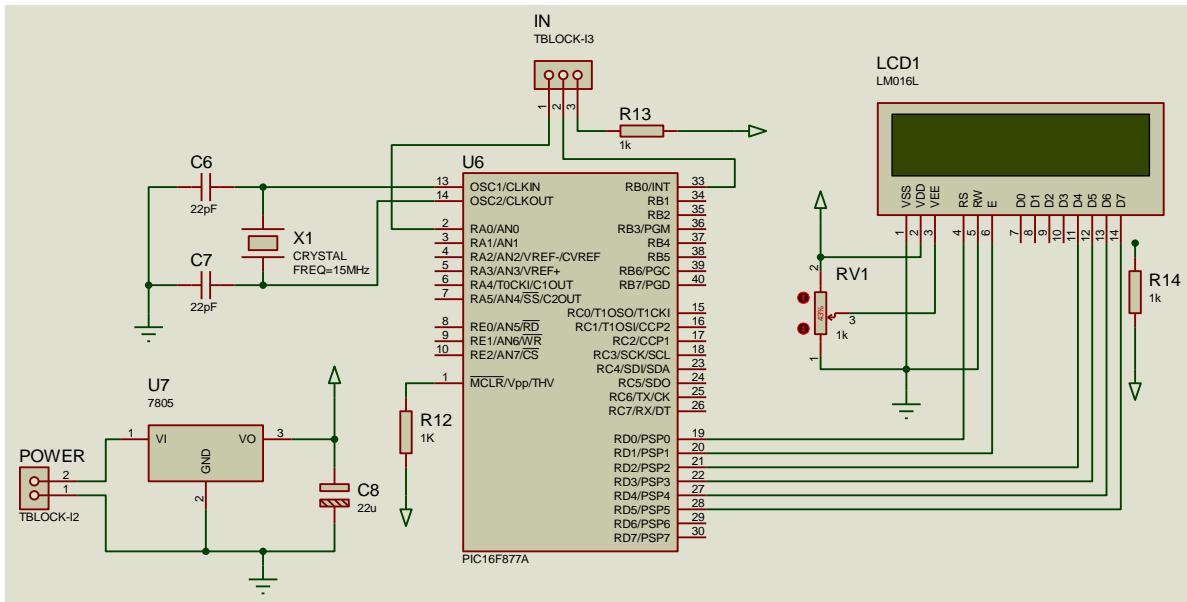 IN
TBLOCK-I3
1
2
3
R13
1k
LCD1
LM016L
VSS
VDD
VEE
RS
RW
E
D0
D1
D2
D3
D4
D5
D6
D7
1
2
3
4
5
6
7
8
9
10
11
12
13
14
C6
22pF
C7
22pF
X1
CRYSTAL
FREQ=15MHz
U6
13 OSC1/CLKIN
14 OSC2/CLKOUT
2 RA0/AN0
3 RA1/AN1
4 RA2/AN2/VREF-/CVREF
5 RA3/AN3/VREF+
6 RA4/T0CKI/C1OUT
7 RA5/AN4/SS/C2OUT
8 RE0/AN5/RD
9 RE1/AN6/WR
10 RE2/AN7/CS
1 MCLR/Vpp/THV
RB0/INT 33
RB1 34
RB2 35
RB3/PGM 36
RB4 37
RB5 38
RB6/PGC 39
RB7/PGD 40
RC0/T1OSO/T1CKI 15
RC1/T1OSI/CCP2 16
RC2/CCP1 17
RC3/SCK/SCL 18
RC4/SDI/SDA 23
RC5/SDO 24
RC6/TX/CK 25
RC7/RX/DT 26
RD0/PSP0 19
RD1/PSP1 20
RD2/PSP2 21
RD3/PSP3 22
RD4/PSP4 27
RD5/PSP5 28
RD6/PSP6 29
RD7/PSP7 30
PIC16F877A
RV1
2
43%
3
1k
1
R14
1k
R12
1K
U7
7805
1 VI
VO 3
GND
2
POWER
2
1
TBLOCK-I2
C8
22u